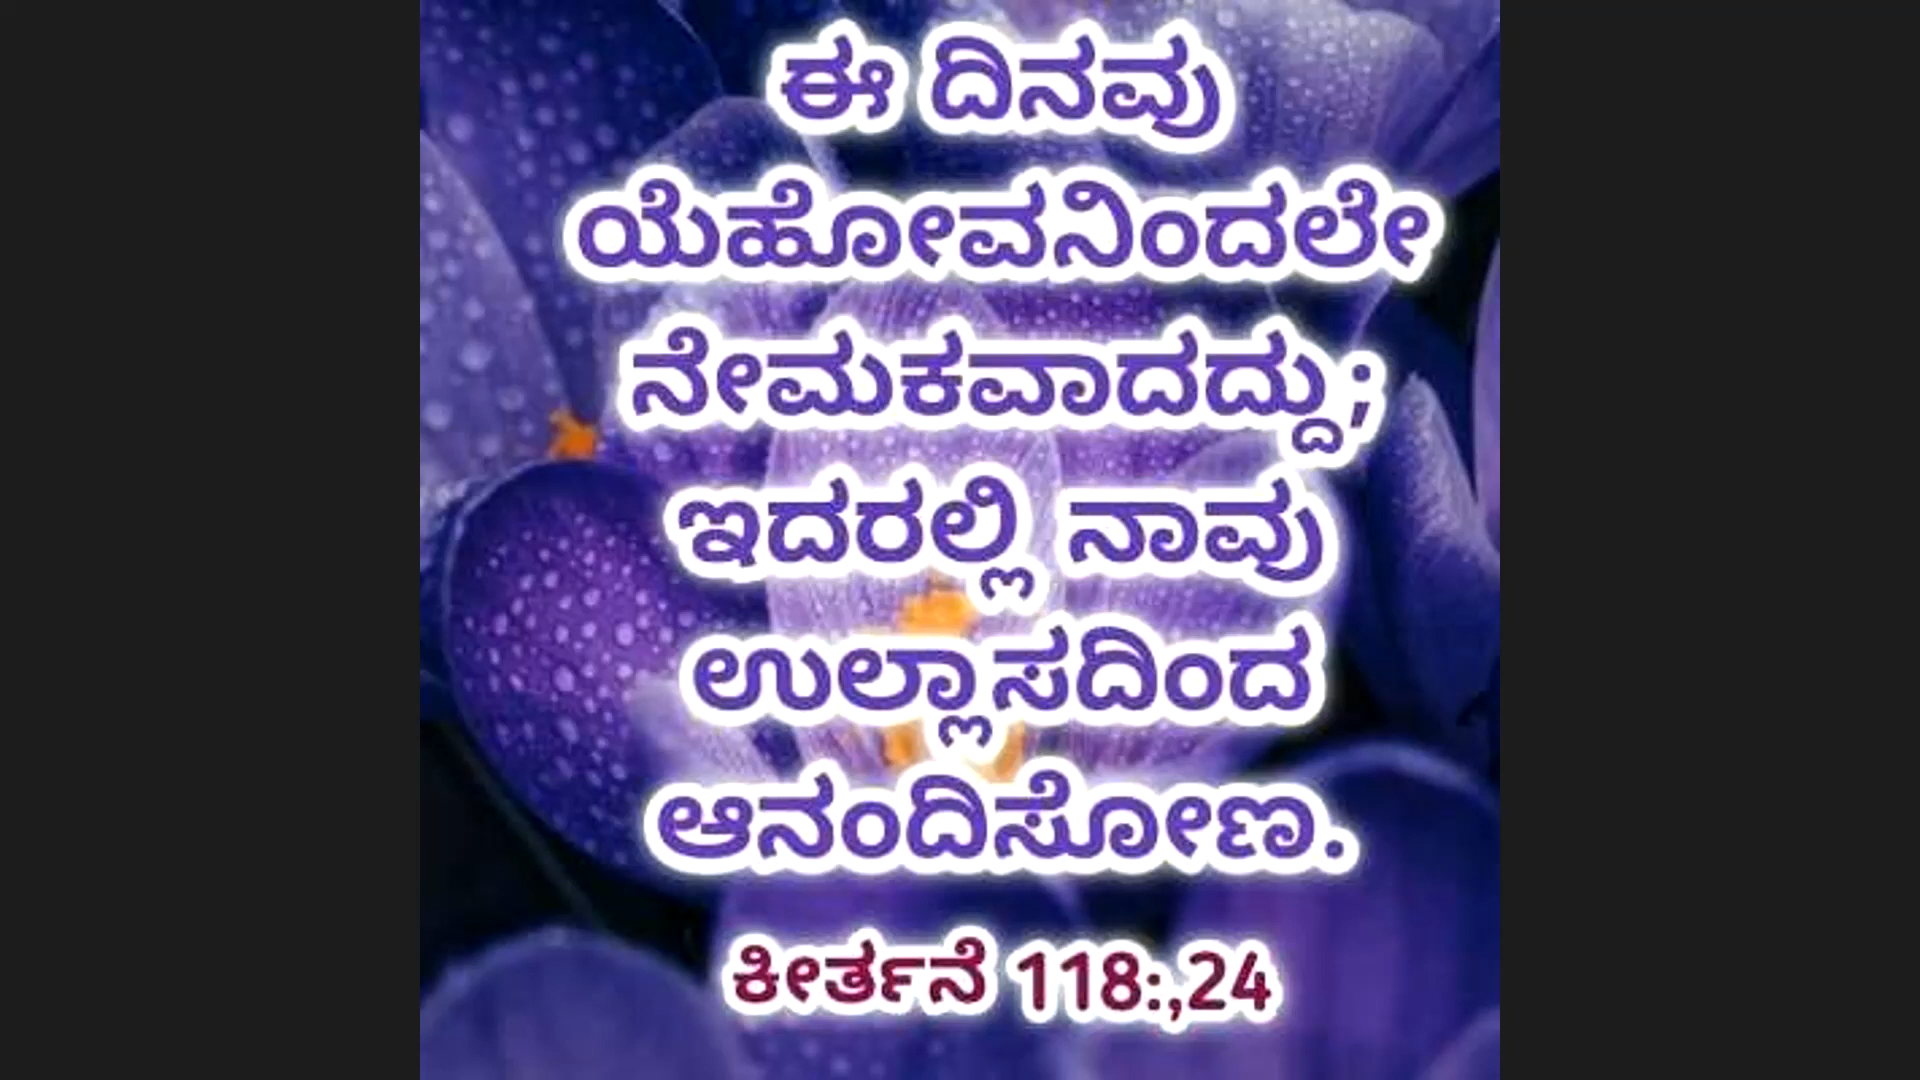 ಈ ದಿನವು
ಯೆಹೋವನಿಂದಲೇ
ನೇಮಕವಾದದ್ದು;
ಇದರಲ್ಲಿ ನಾವು
ಉಲ್ಲಾಸದಿಂದ
ಆನಂದಿಸೋಣ.
ಕೀರ್ತನೆ 118:,24